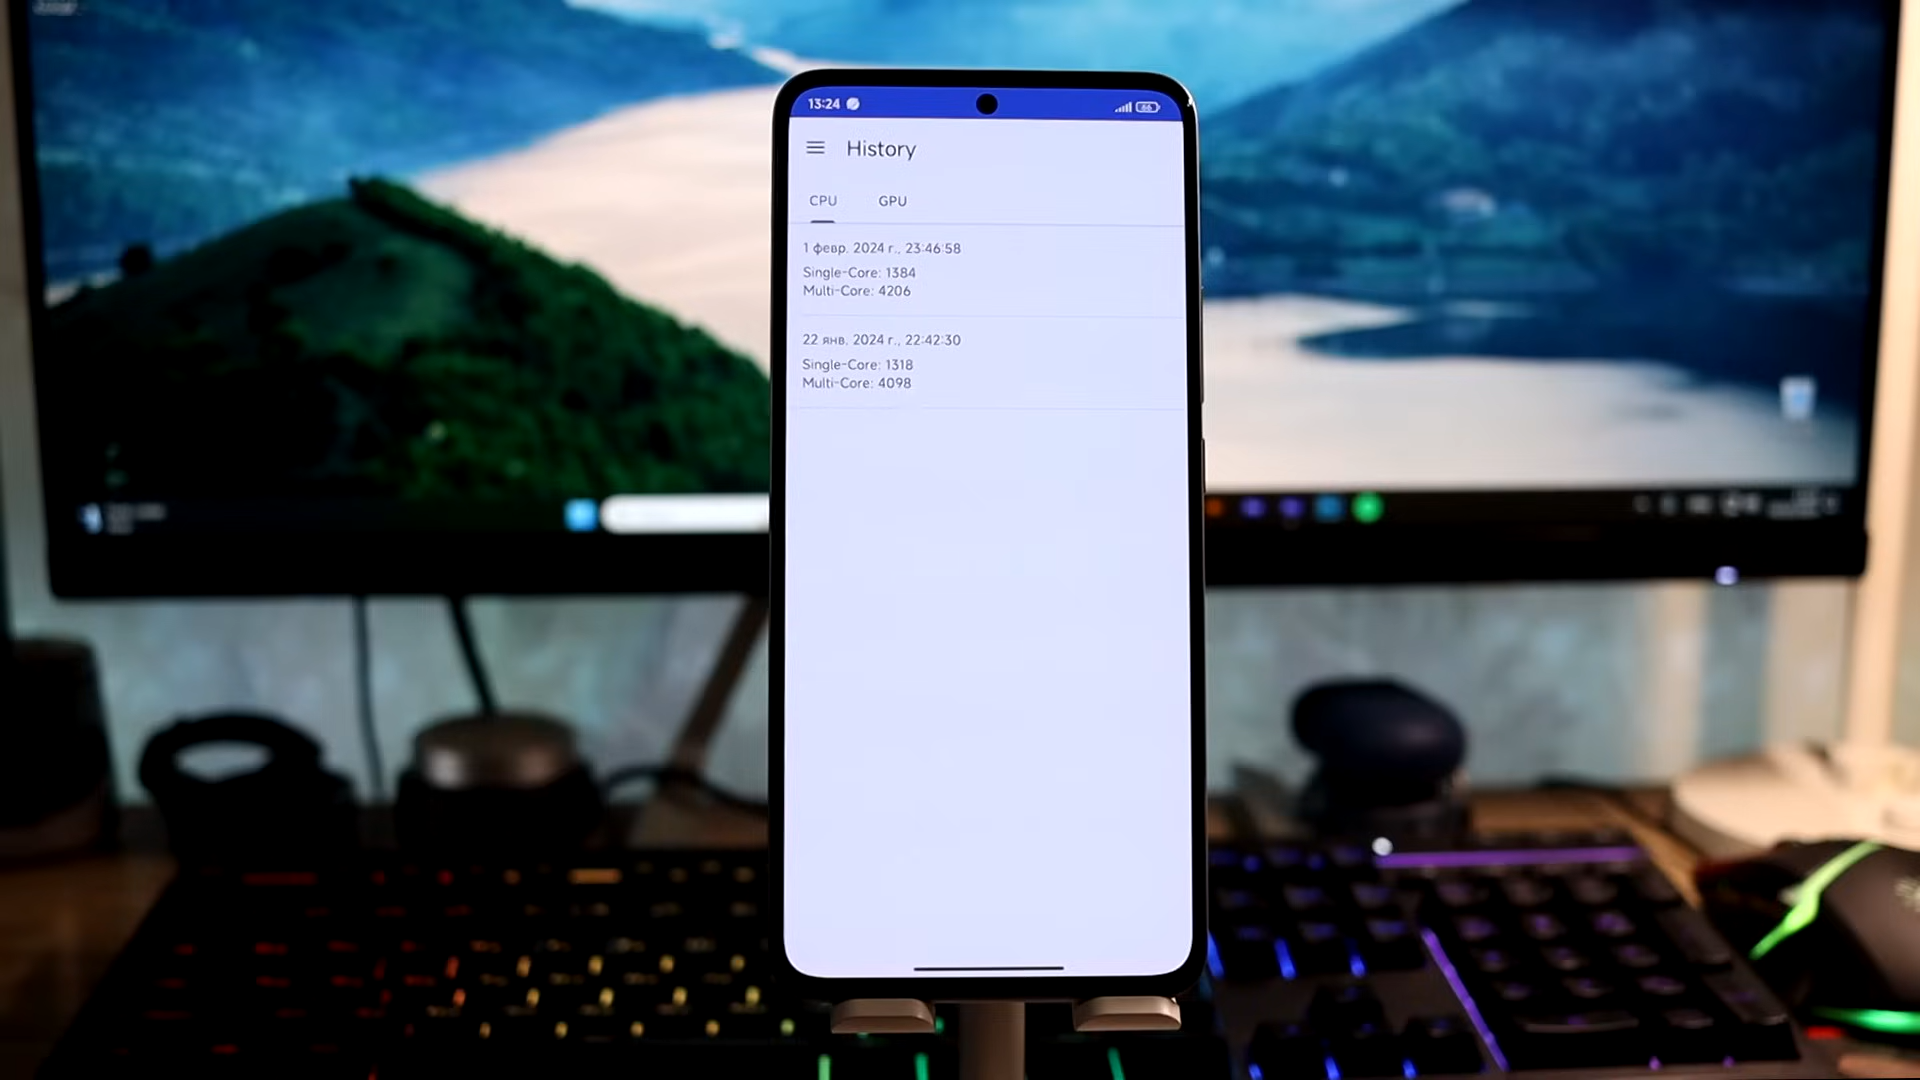 13:24
66
History
CPU GPU
1 февр. 2024 г., 23:46:58
Single-Core: 1384
Multi-Core: 4206
22 янв. 2024 г., 22:42:30
Single-Core: 1318
Multi-Core: 4098